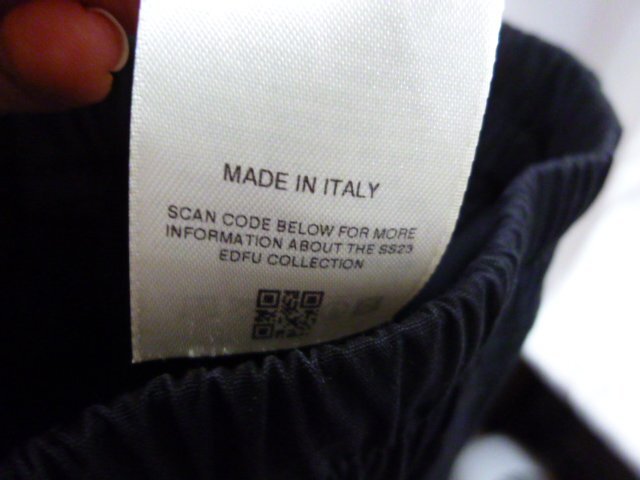 MADE IN ITALY
SCAN CODE BELOW FOR MORE
INFORMATION ABOUT THE SS23
EDFU COLLECTION